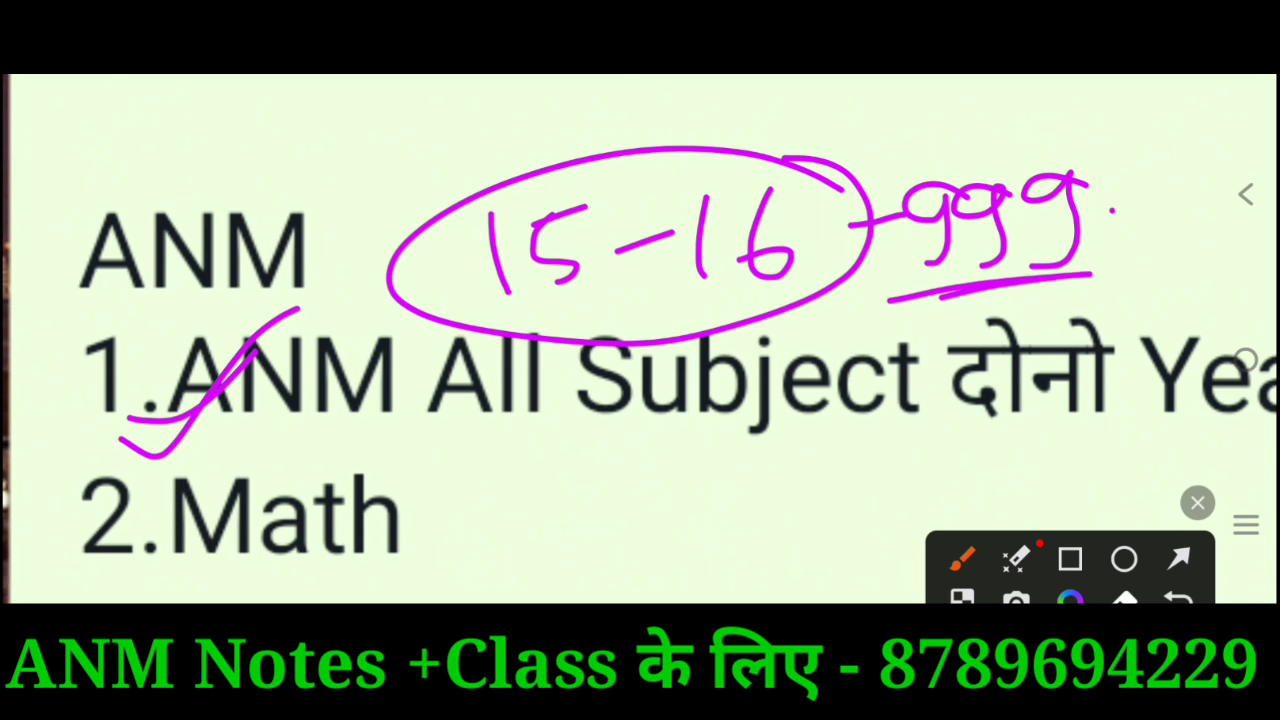 ANM 15-16 - 999
1.ANM All Subject दोनो Yea
2.Math
ANM Notes +Class के लिए - 8789694229